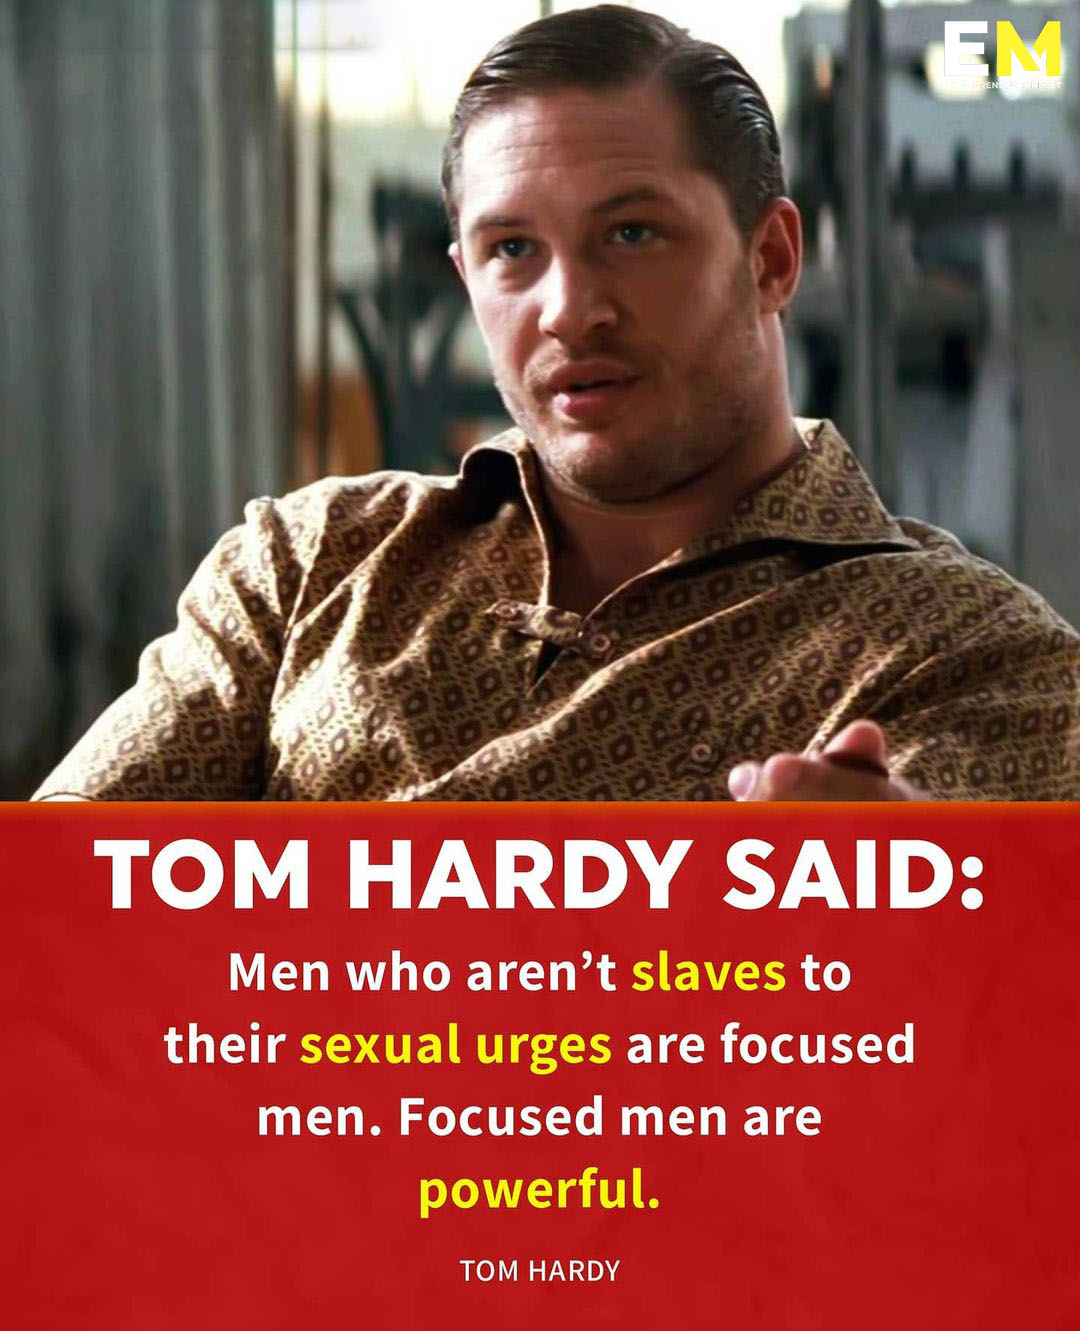 EM
TOM HARDY SAID:
Men who aren’t slaves to
their sexual urges are focused
men. Focused men are
powerful.
TOM HARDY